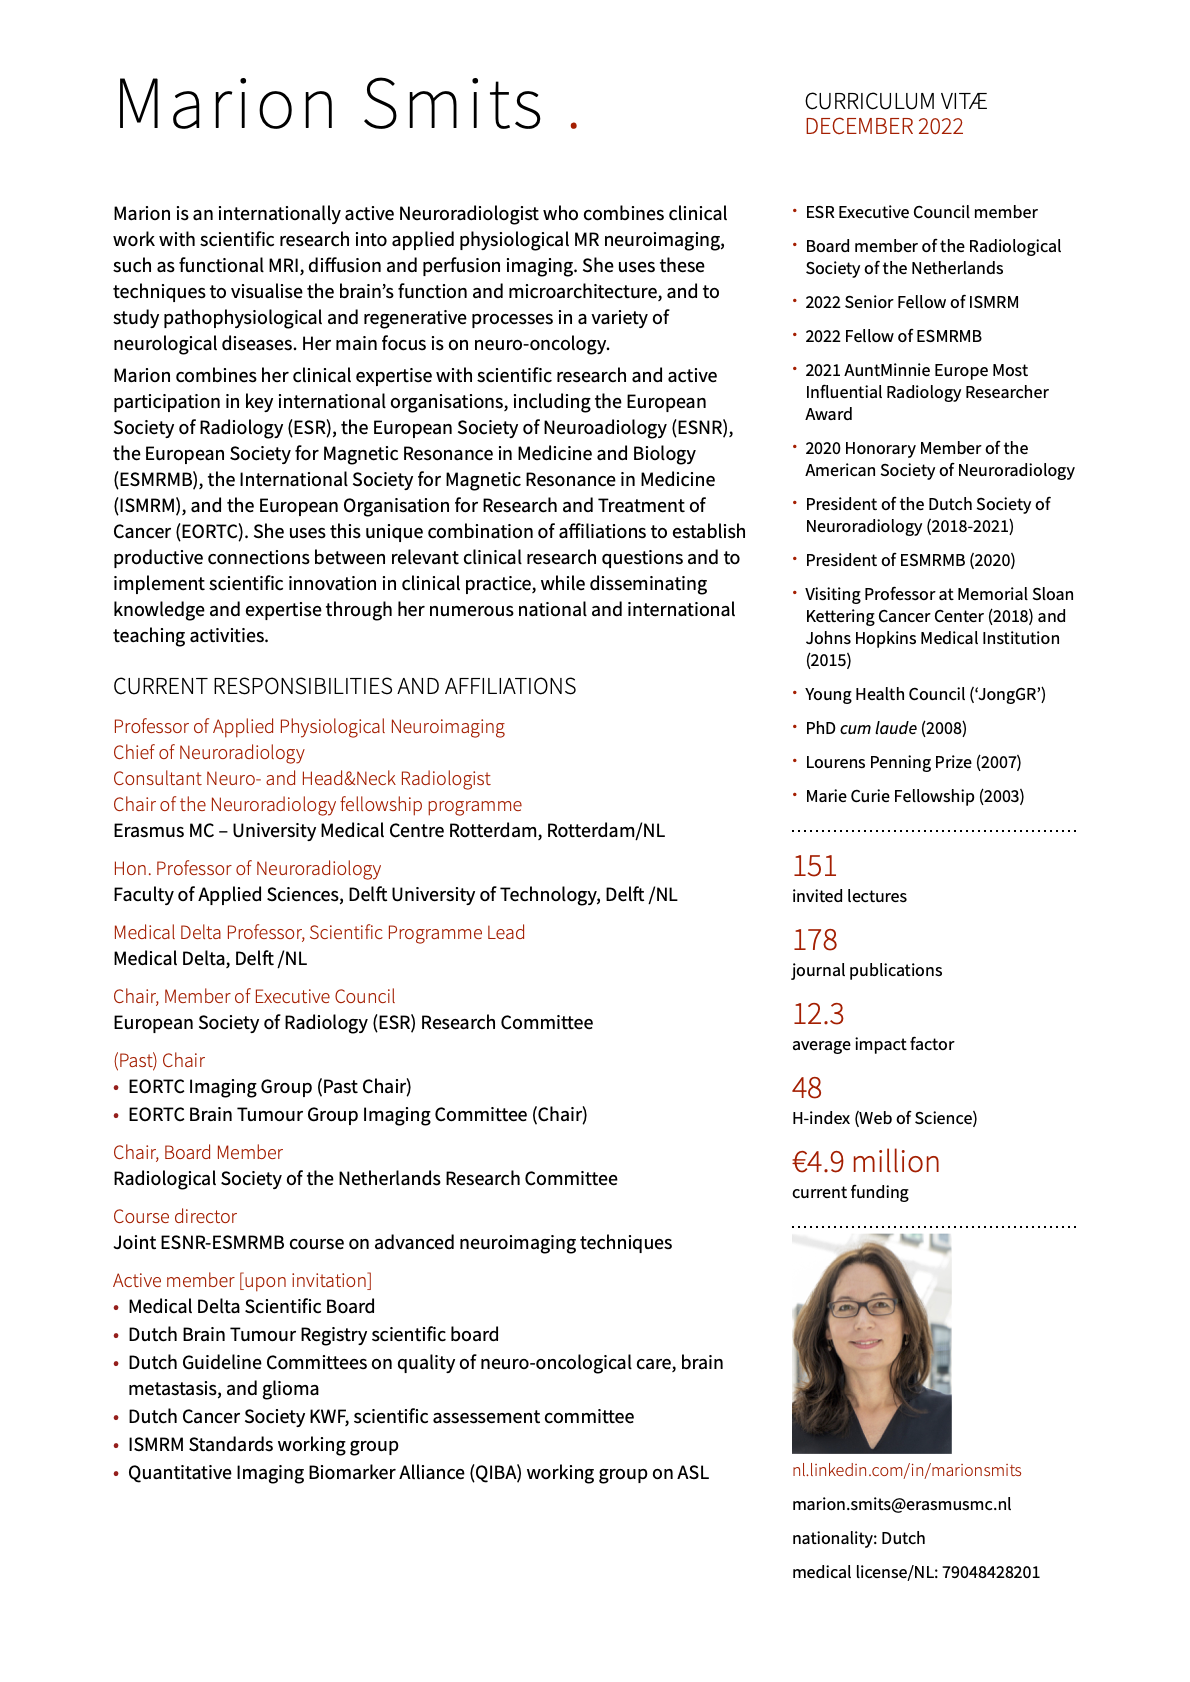 Marion Smits .
CURRICULUM VITÆ
DECEMBER 2022
Marion is an internationally active Neuroradiologist who combines clinical
work with scientific research into applied physiological MR neuroimaging,
such as functional MRI, diffusion and perfusion imaging. She uses these
techniques to visualise the brain’s function and microarchitecture, and to
study pathophysiological and regenerative processes in a variety of
neurological diseases. Her main focus is on neuro-oncology.
Marion combines her clinical expertise with scientific research and active
participation in key international organisations, including the European
Society of Radiology (ESR), the European Society of Neuroadiology (ESNR),
the European Society for Magnetic Resonance in Medicine and Biology
(ESMRMB), the International Society for Magnetic Resonance in Medicine
(ISMRM), and the European Organisation for Research and Treatment of
Cancer (EORTC). She uses this unique combination of affiliations to establish
productive connections between relevant clinical research questions and to
implement scientific innovation in clinical practice, while disseminating
knowledge and expertise through her numerous national and international
teaching activities.
CURRENT RESPONSIBILITIES AND AFFILIATIONS
Professor of Applied Physiological Neuroimaging
Chief of Neuroradiology
Consultant Neuro- and Head&Neck Radiologist
Chair of the Neuroradiology fellowship programme
Erasmus MC – University Medical Centre Rotterdam, Rotterdam/NL
Hon. Professor of Neuroradiology
Faculty of Applied Sciences, Delft University of Technology, Delft /NL
Medical Delta Professor, Scientific Programme Lead
Medical Delta, Delft /NL
Chair, Member of Executive Council
European Society of Radiology (ESR) Research Committee
(Past) Chair
• EORTC Imaging Group (Past Chair)
• EORTC Brain Tumour Group Imaging Committee (Chair)
Chair, Board Member
Radiological Society of the Netherlands Research Committee
Course director
Joint ESNR-ESMRMB course on advanced neuroimaging techniques
Active member [upon invitation]
• Medical Delta Scientific Board
• Dutch Brain Tumour Registry scientific board
• Dutch Guideline Committees on quality of neuro-oncological care, brain
metastasis, and glioma
• Dutch Cancer Society KWF, scientific assessement committee
• ISMRM Standards working group
• Quantitative Imaging Biomarker Alliance (QIBA) working group on ASL
• ESR Executive Council member
• Board member of the Radiological
Society of the Netherlands
• 2022 Senior Fellow of ISMRM
• 2022 Fellow of ESMRMB
• 2021 AuntMinnie Europe Most
Influential Radiology Researcher
Award
• 2020 Honorary Member of the
American Society of Neuroradiology
• President of the Dutch Society of
Neuroradiology (2018-2021)
• President of ESMRMB (2020)
• Visiting Professor at Memorial Sloan
Kettering Cancer Center (2018) and
Johns Hopkins Medical Institution
(2015)
• Young Health Council (‘JongGR’)
• PhD cum laude (2008)
• Lourens Penning Prize (2007)
• Marie Curie Fellowship (2003)
151
invited lectures
178
journal publications
12.3
average impact factor
48
H-index (Web of Science)
€4.9 million
current funding
nl.linkedin.com/in/marionsmits
marion.smits@erasmusmc.nl
nationality: Dutch
medical license/NL: 79048428201